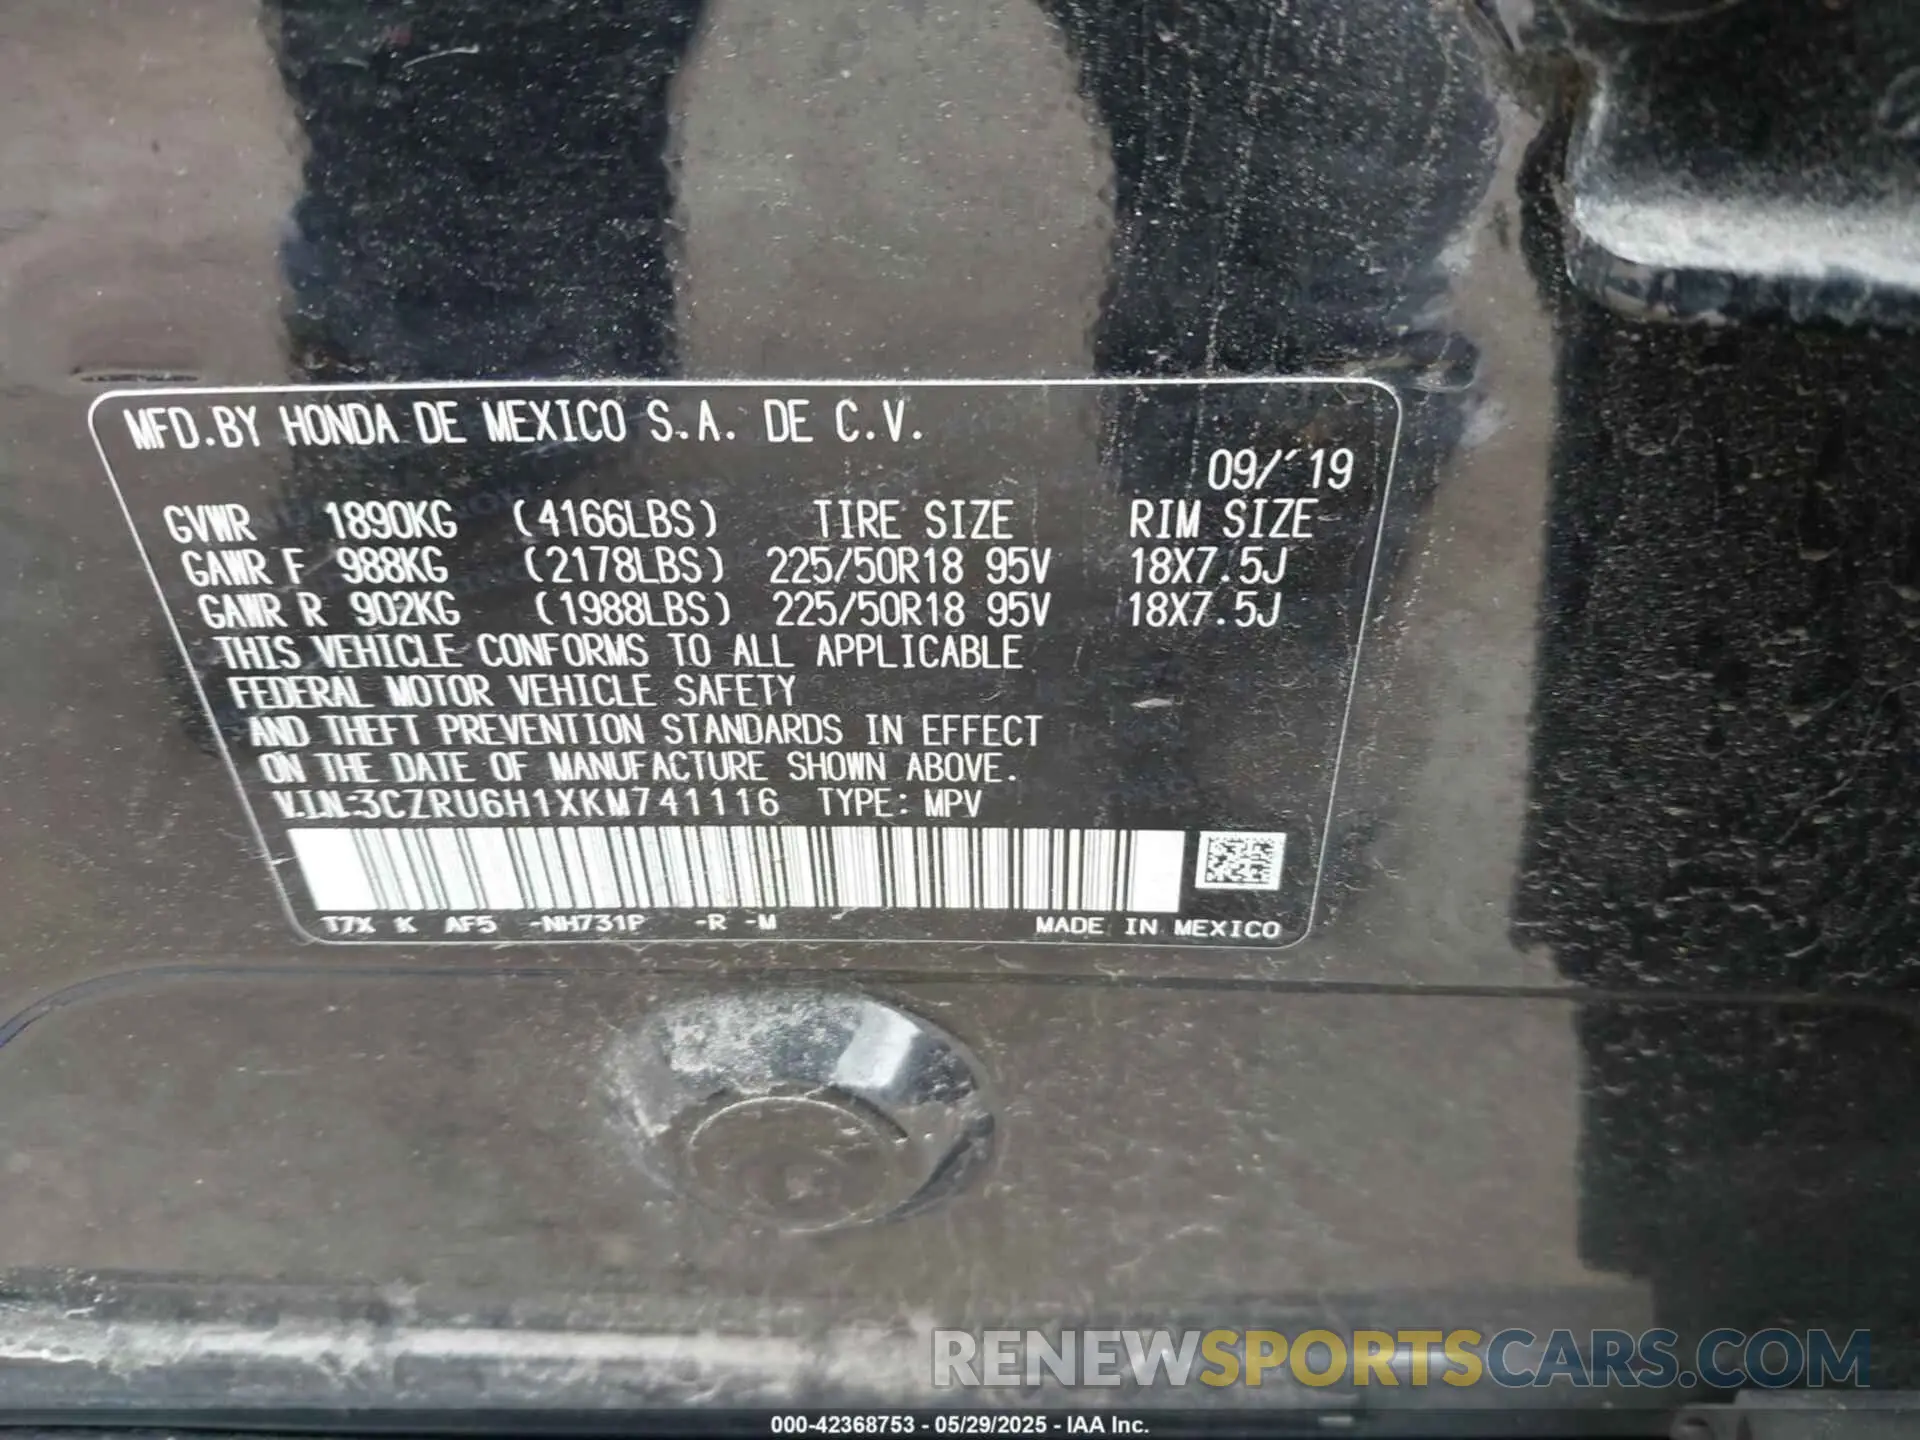 MFD.BY HONDA DE MEXICO S.A. DE C.V.
09/´19
GVWR 1890KG (4166LBS) TIRE SIZE RIM SIZE
GAWR F 988KG (2178LBS) 225/50R18 95V 18X7.5J
GAWR R 902KG (1988LBS) 225/50R18 95V 18X7.5J
THIS VEHICLE CONFORMS TO ALL APPLICABLE
FEDERAL MOTOR VEHICLE SAFETY
AND THEFT PREVENTION STANDARDS IN EFFECT
ON THE DATE OF MANUFACTURE SHOWN ABOVE.
V.I.N:3CZRU6H1XKM741116 TYPE: MPV
T7X K AF5 -NH731P -R -M MADE IN MEXICO
RENEWSPORTSCARS.COM
000-42368753 - 05/29/2025 - IAA Inc.